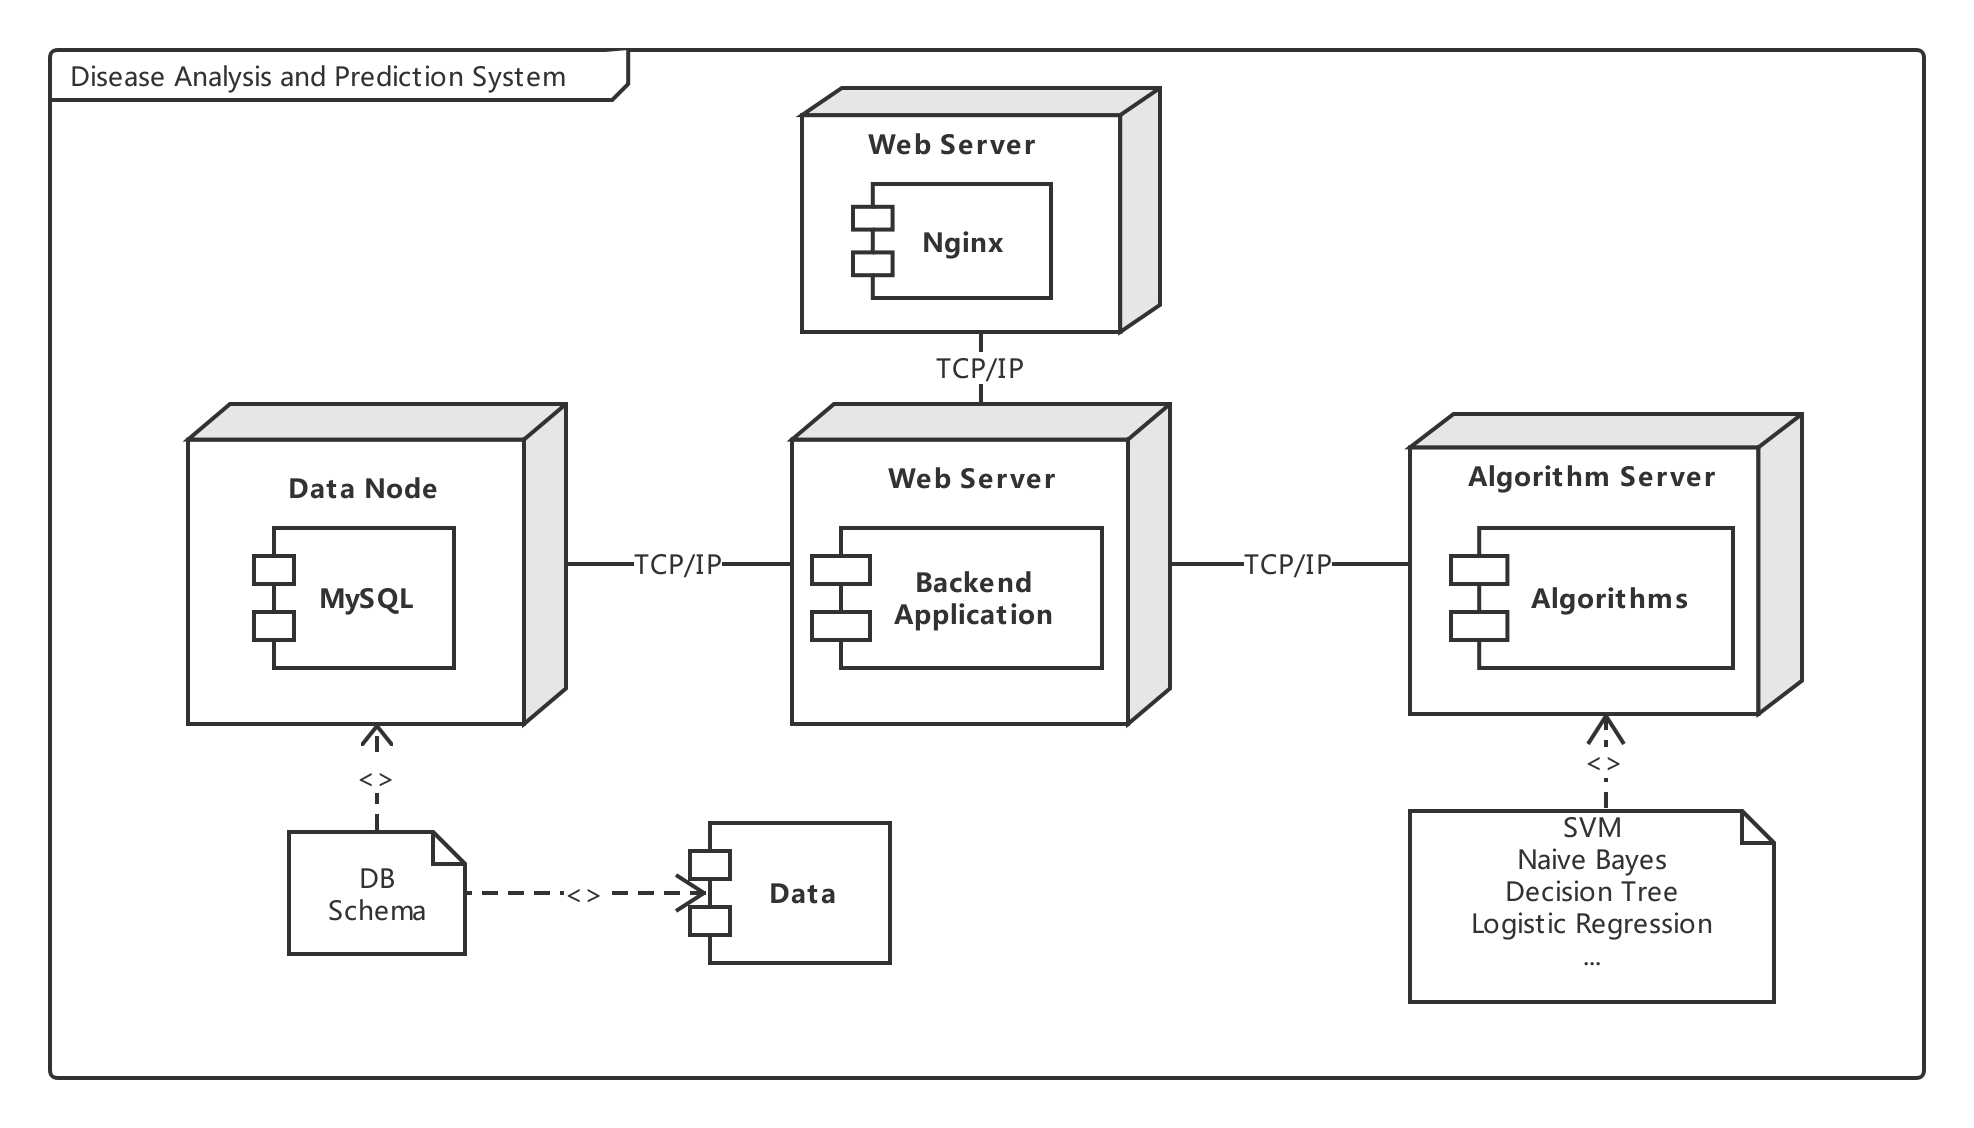 Disease Analysis and Prediction System
Web Server
Nginx
TCP/IP
Data Node
MySQL
TCP/IP
Web Server
Backend
Application
TCP/IP
Algorithm Server
Algorithms
<>
<>
DB
Schema
<>
Data
SVM
Naive Bayes
Decision Tree
Logistic Regression
...